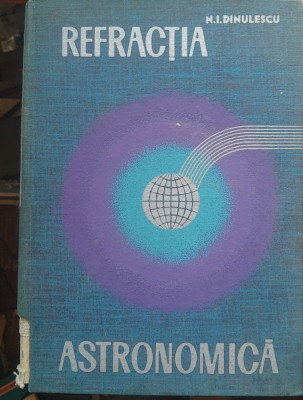 N.I.DINULESCU
REFRACȚIA
ASTRONOMICĂ